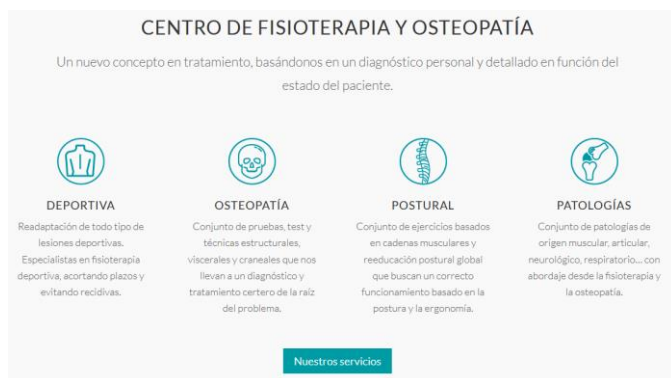 CENTRO DE FISIOTERAPIA Y OSTEOPATÍA
Un nuevo concepto en tratamiento, basándonos en un diagnóstico personal y detallado en función del
estado del paciente.
DEPORTIVA
Readaptación de todo tipo de
lesiones deportivas.
Especialistas en fisioterapia
deportiva, acortando plazos y
evitando recidivas.
OSTEOPATÍA
Conjunto de pruebas, test y
técnicas estructurales,
viscerales y craneales que nos
llevan a un diagnóstico y
tratamiento certero de la raíz
del problema.
POSTURAL
Conjunto de ejercicios basados
en cadenas musculares y
reeducación postural global
que buscan un correcto
funcionamiento basado en la
postura y la ergonomía.
PATOLOGÍAS
Conjunto de patologías de
origen muscular, articular,
neurológico, respiratorio... con
abordaje desde la fisioterapia y
la osteopatía.
Nuestros servicios